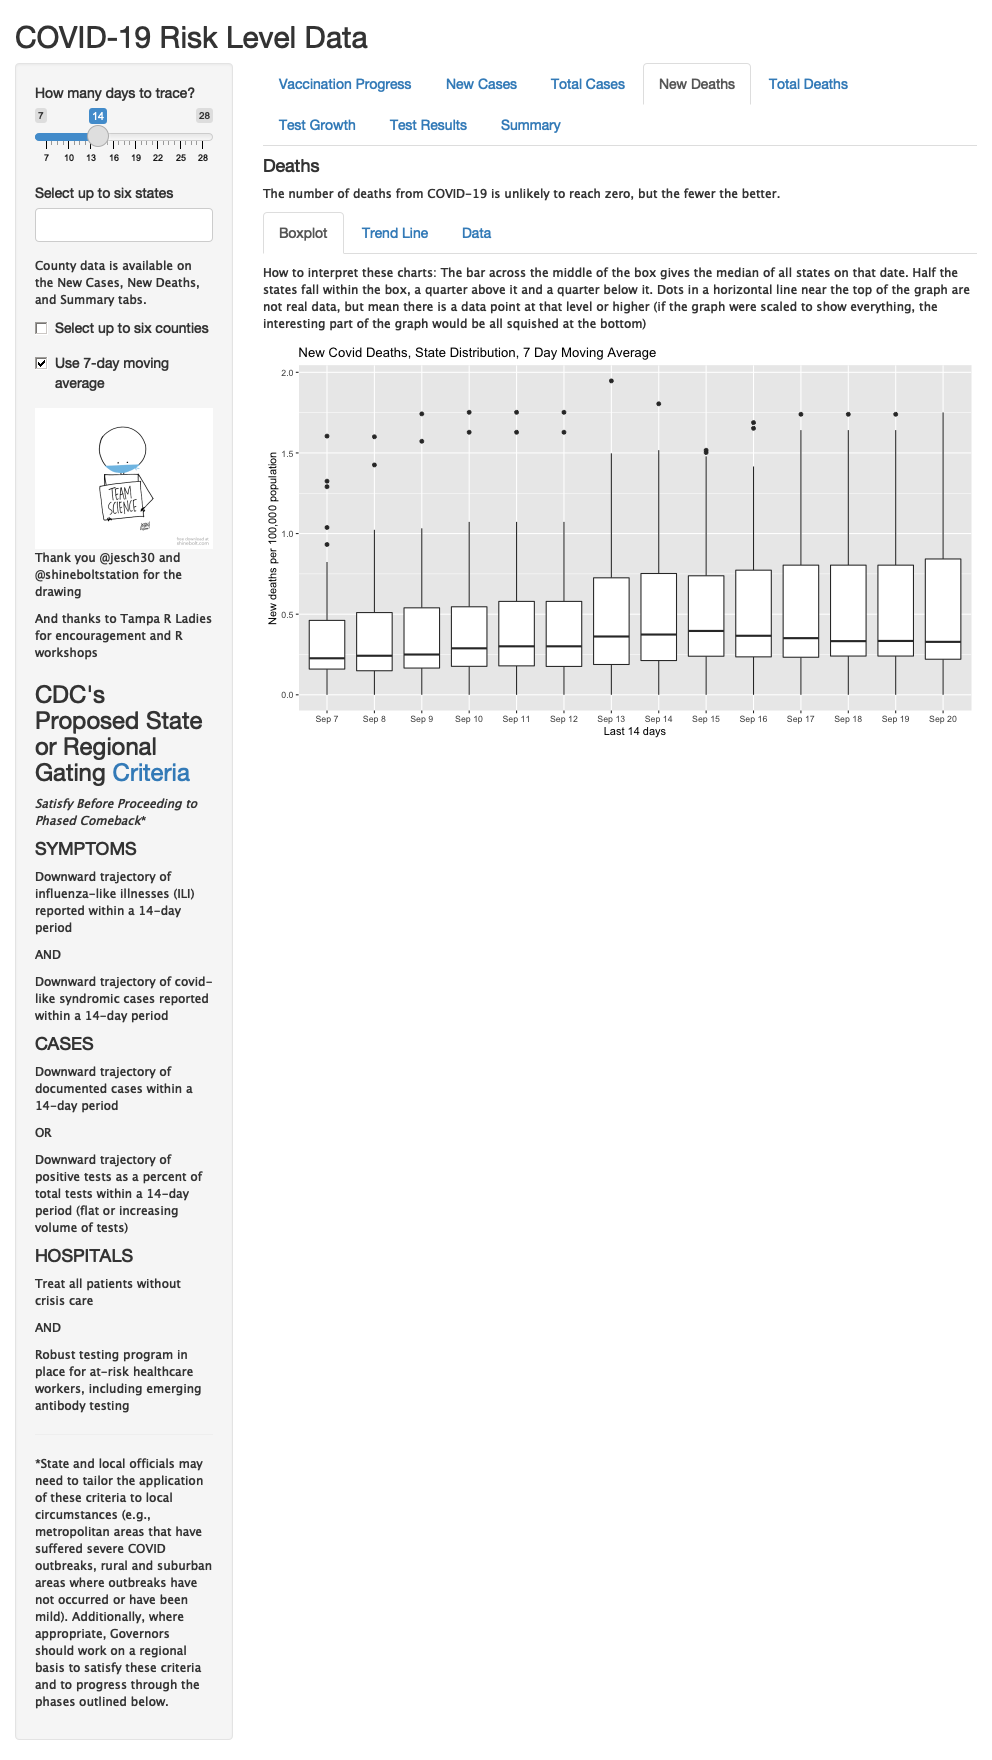 COVID-19 Risk Level Data
How many days to trace?
7
14
28
7 10 13 16 19 22 25 28
Select up to six states
County data is available on
the New Cases, New Deaths,
and Summary tabs.
Select up to six counties
Use 7-day moving
average
TEAM
SCIENCE
Thank you @jesch30 and
@shineboltstation for the
drawing
And thanks to Tampa R Ladies
for encouragement and R
workshops
CDC's
Proposed State
or Regional
Gating Criteria
Satisfy Before Proceeding to
Phased Comeback*
SYMPTOMS
Downward trajectory of
influenza-like illnesses (ILI)
reported within a 14-day
period
AND
Downward trajectory of covid-
like syndromic cases reported
within a 14-day period
CASES
Downward trajectory of
documented cases within a
14-day period
OR
Downward trajectory of
positive tests as a percent of
total tests within a 14-day
period (flat or increasing
volume of tests)
HOSPITALS
Treat all patients without
crisis care
AND
Robust testing program in
place for at-risk healthcare
workers, including emerging
antibody testing
*State and local officials may
need to tailor the application
of these criteria to local
circumstances (e.g.,
metropolitan areas that have
suffered severe COVID
outbreaks, rural and suburban
areas where outbreaks have
not occurred or have been
mild). Additionally, where
appropriate, Governors
should work on a regional
basis to satisfy these criteria
and to progress through the
phases outlined below.
Vaccination Progress New Cases Total Cases New Deaths Total Deaths
Test Growth Test Results Summary
Deaths
The number of deaths from COVID-19 is unlikely to reach zero, but the fewer the better.
Boxplot Trend Line Data
How to interpret these charts: The bar across the middle of the box gives the median of all states on that date. Half the
states fall within the box, a quarter above it and a quarter below it. Dots in a horizontal line near the top of the graph are
not real data, but mean there is a data point at that level or higher (if the graph were scaled to show everything, the
interesting part of the graph would be all squished at the bottom)
New Covid Deaths, State Distribution, 7 Day Moving Average
New deaths per 100,000 population
2.0
1.5
1.0
0.5
0.0
Sep 7 Sep 8 Sep 9 Sep 10 Sep 11 Sep 12 Sep 13 Sep 14 Sep 15 Sep 16 Sep 17 Sep 18 Sep 19 Sep 20
Last 14 days